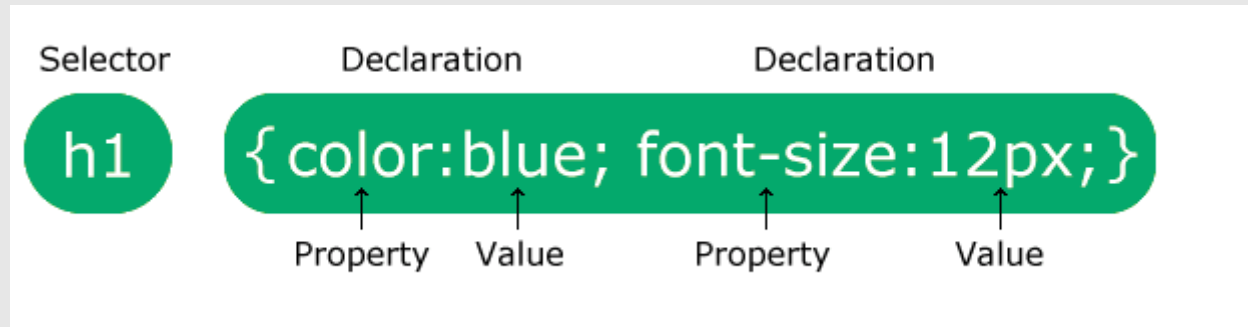 Selector Declaration Declaration
h1 {color:blue; font-size:12px;}
Property Value Property Value